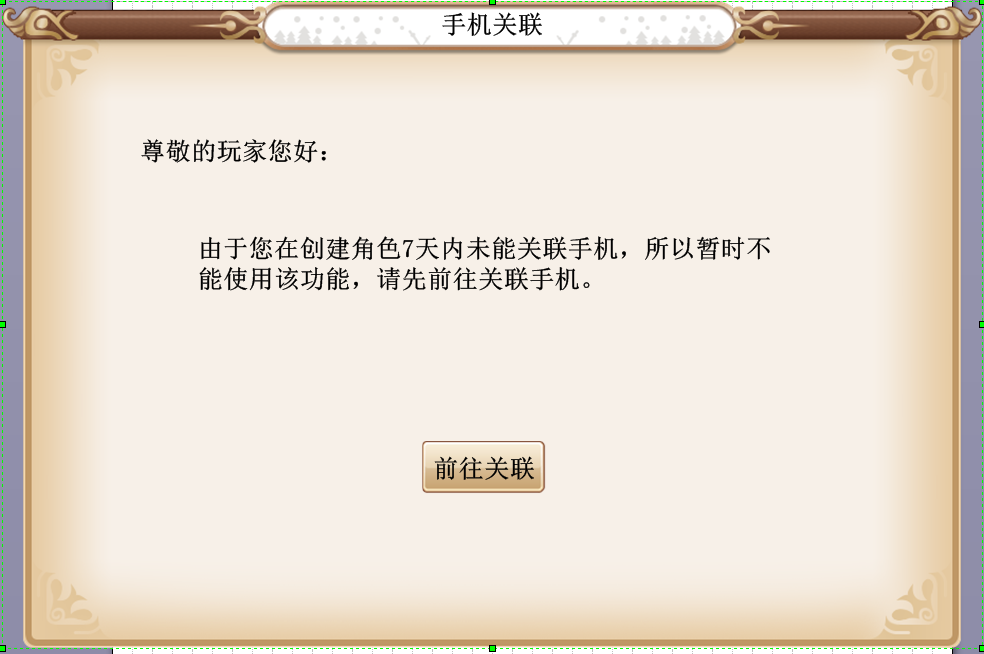 手机关联
尊敬的玩家您好：
由于您在创建角色7天内未能关联手机，所以暂时不
能使用该功能，请先前往关联手机。
前往关联